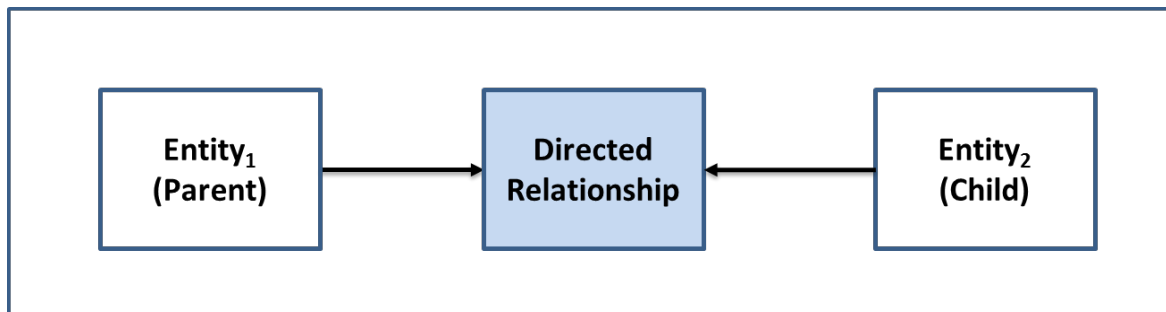 Entity₁
(Parent)
Directed
Relationship
Entity₂
(Child)